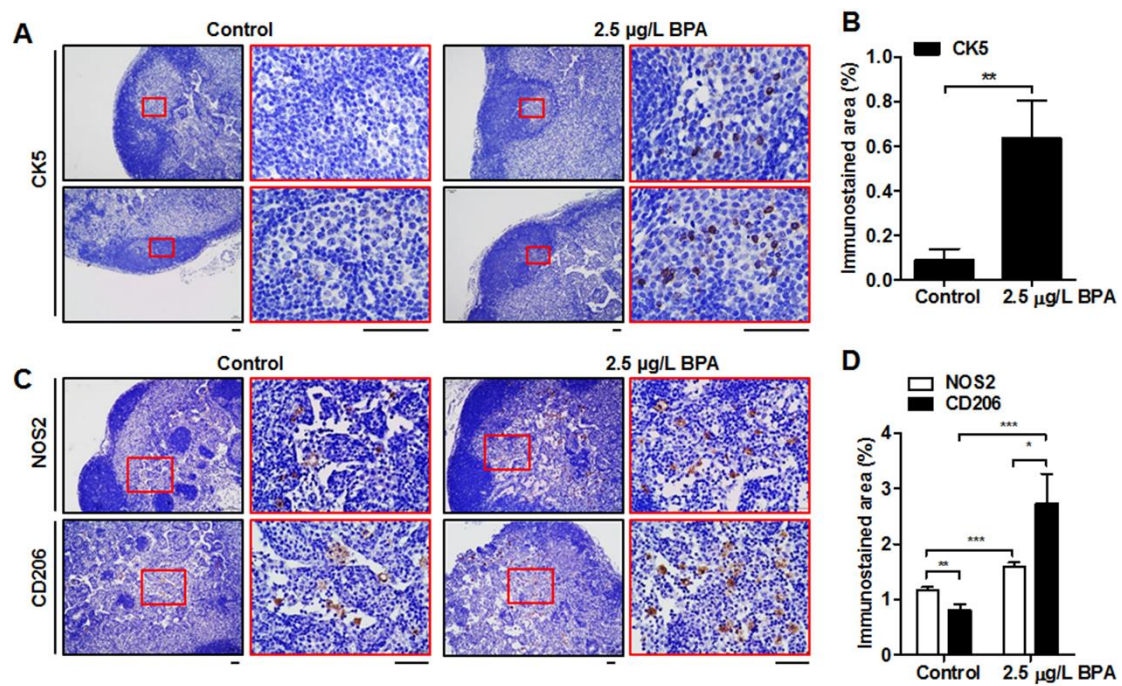 A
Control
2.5 µg/L BPA
CK5
B
CK5
Immunostained area (%)
1.0
0.8
0.6
0.4
0.2
0.0
**
Control
2.5 µg/L BPA
C
Control
2.5 µg/L BPA
NOS2
CD206
D
NOS2
CD206
Immunostained area (%)
4
3
2
1
0
***
*
***
**
Control
2.5 µg/L BPA